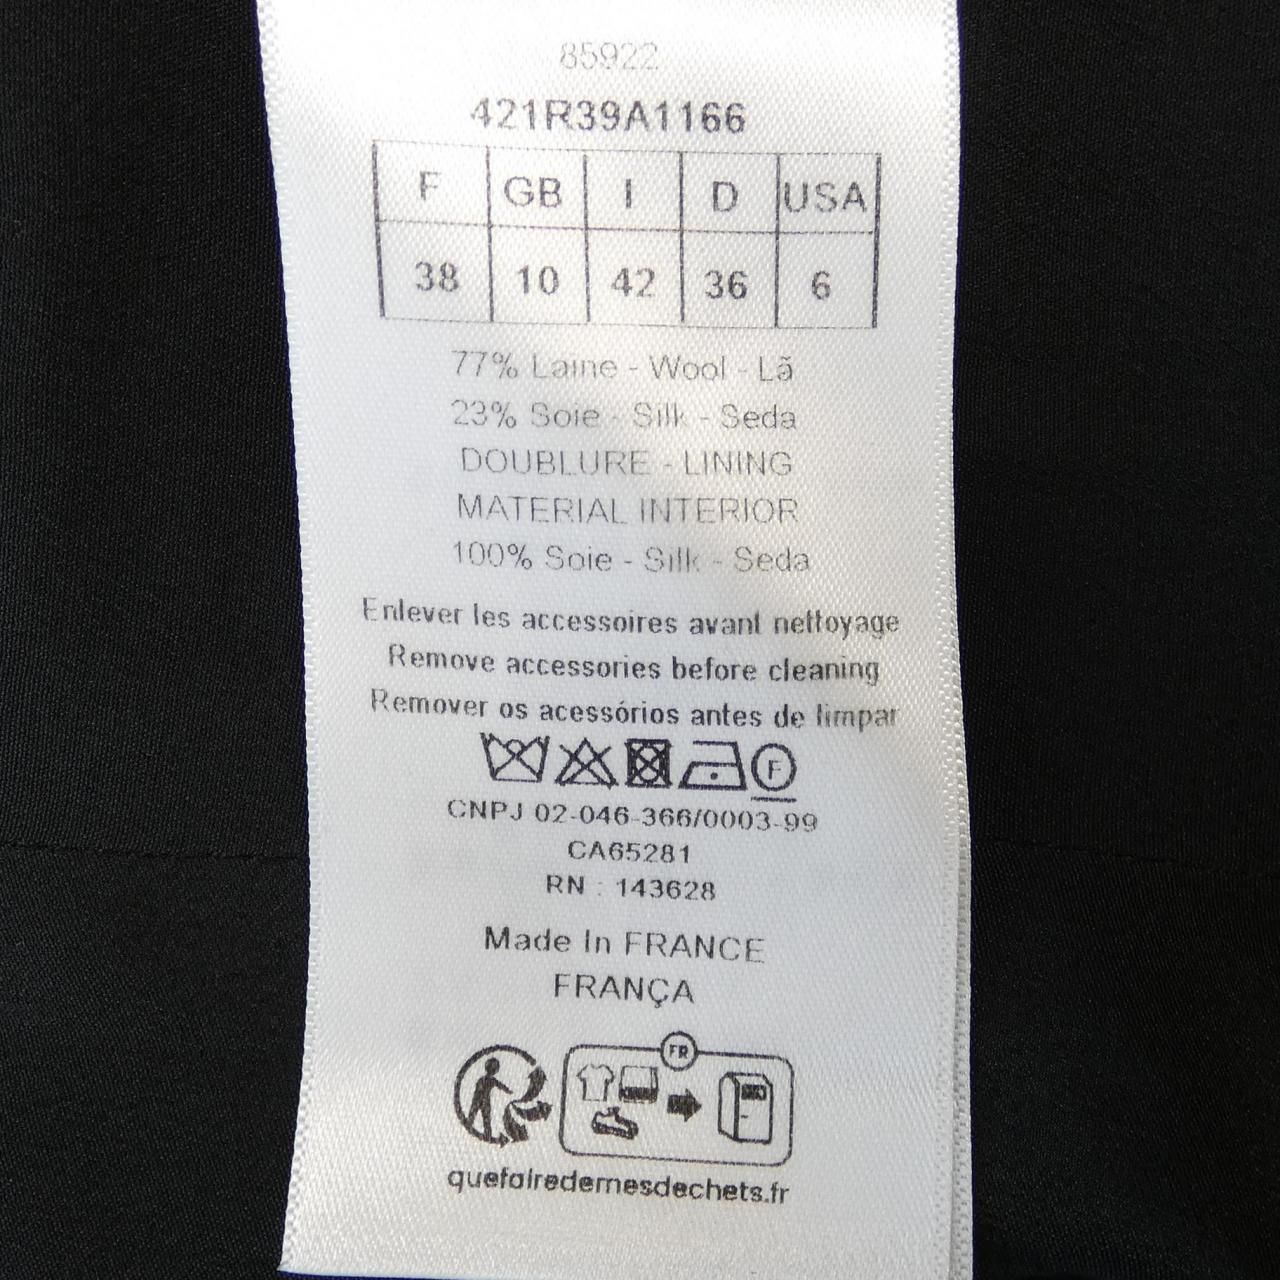 85922
421R39A1166
F GB I D USA
38 10 42 36 6
77% Laine - Wool - Lã
23% Soie - Silk - Seda
DOUBLURE - LINING
MATERIAL INTERIOR
100% Soie - Silk - Seda
Enlever les accessoires avant nettoyage
Remove accessories before cleaning
Remover os acessórios antes de limpar
F
CNPJ 02-046-366/0003-99
CA65281
RN : 143628
Made In FRANCE
FRANÇA
FR
quefairedemesdechets.fr